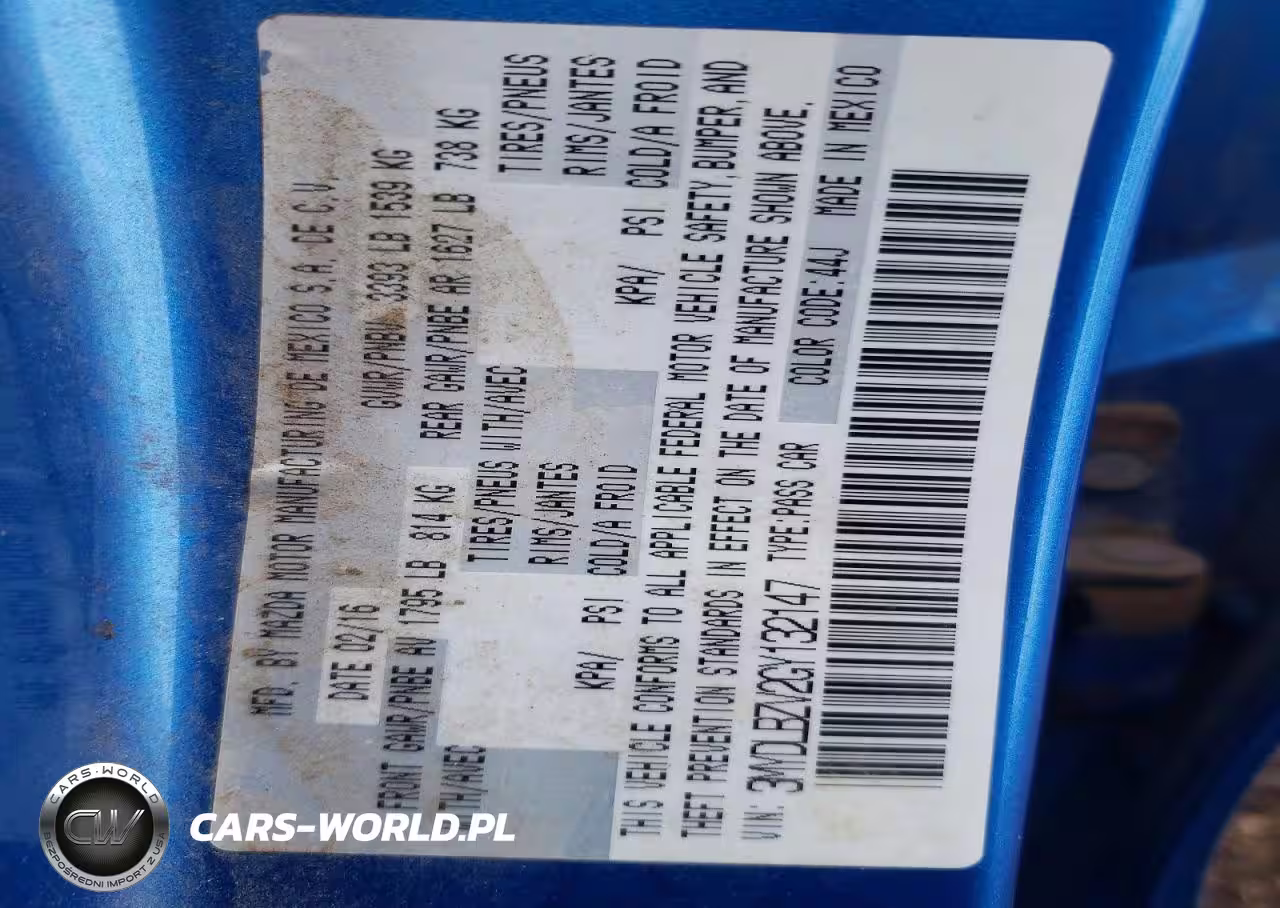 MFD. BY MAZDA MOTOR MANUFACTURING DE MEXICO S.A. DE C.V.
DATE 02/16 GVWR/PNBV 3393 LB 1539 KG
FRONT GAWR/PNBE AV 1795 LB 814 KG REAR GAWR/PNBE AR 1627 LB 738 KG
TH/AVEC TIRES/PNEUS WITH/AVEC TIRES/PNEUS
RIMS/JANTES RIMS/JANTES
KPA/ PSI COLD/A FROID KPA/ PSI COLD/A FROID
THIS VEHICLE CONFORMS TO ALL APPLICABLE FEDERAL MOTOR VEHICLE SAFETY, BUMPER, AND
THEFT PREVENTION STANDARDS IN EFFECT ON THE DATE OF MANUFACTURE SHOWN ABOVE.
VIN: 3MYDLBZV2GY132147 TYPE:PASS CAR COLOR CODE:44J MADE IN MEXICO
CARS-WORLD
CW
BEZPOŚREDNI IMPORT Z USA
CARS-WORLD.PL